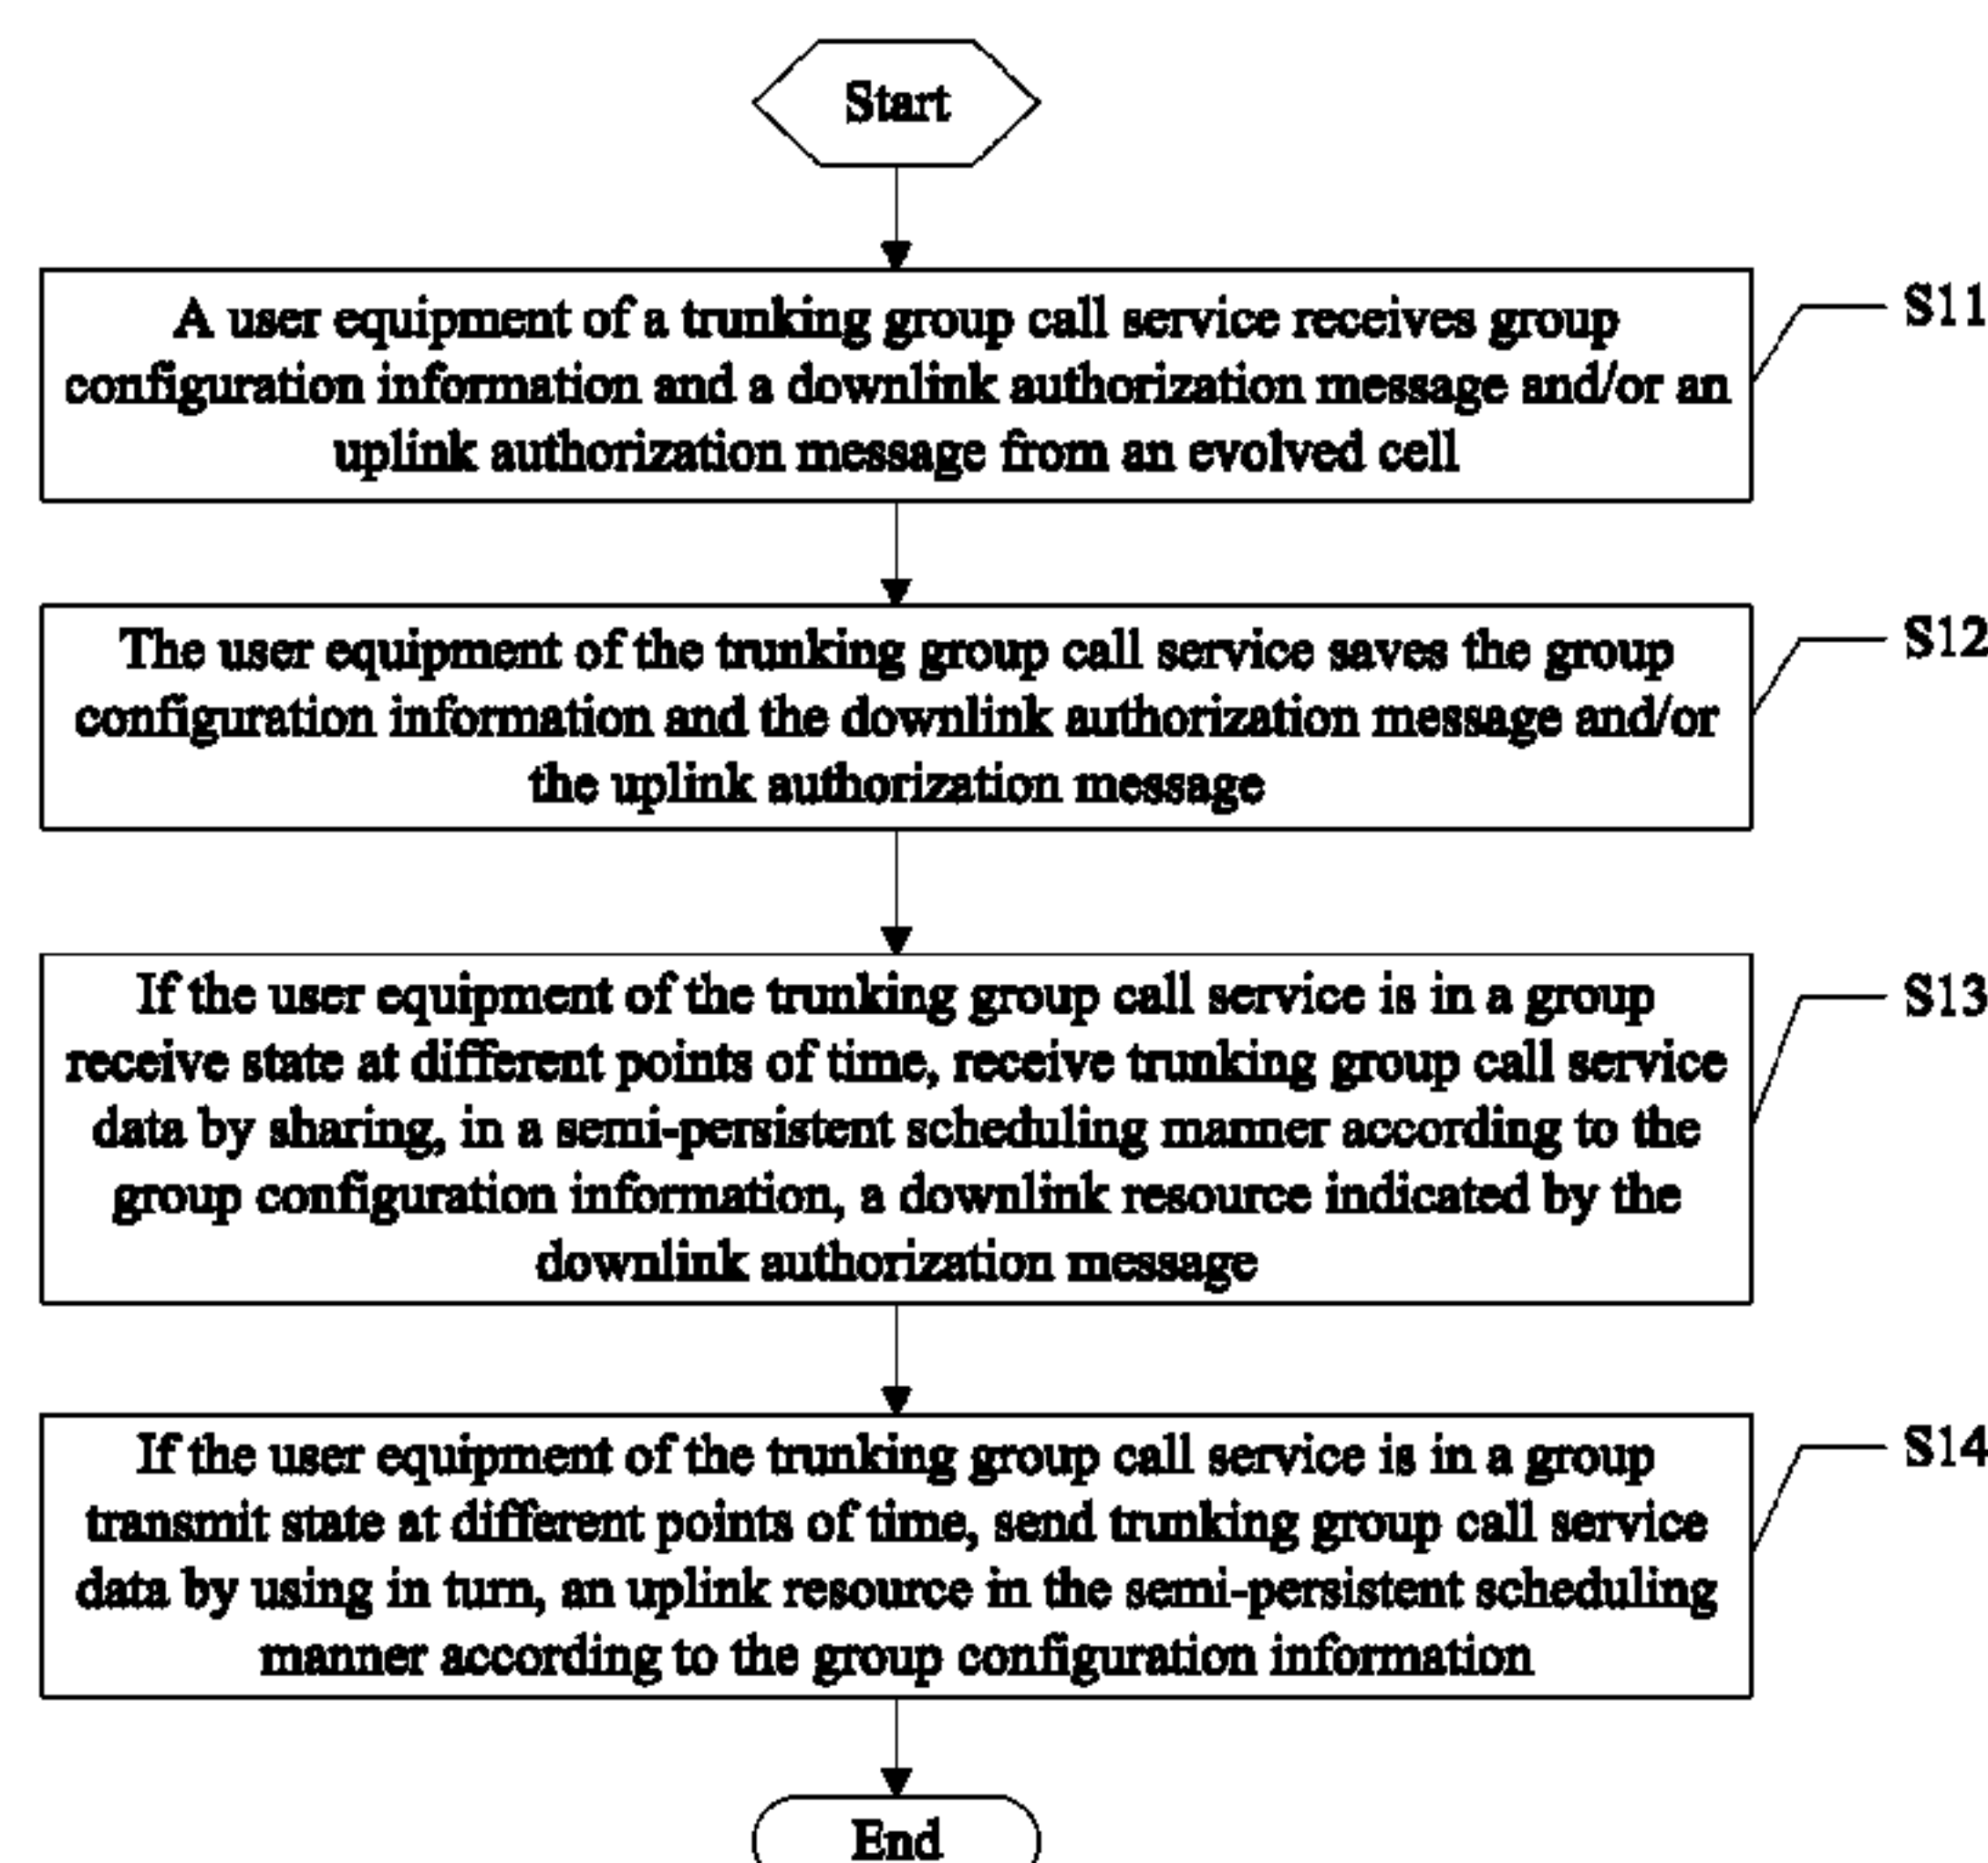 Start
A user equipment of a trunking group call service receives group
configuration information and a downlink authorization message and/or an
uplink authorization message from an evolved cell
S11
The user equipment of the trunking group call service saves the group
configuration information and the downlink authorization message and/or
the uplink authorization message
S12
If the user equipment of the trunking group call service is in a group
receive state at different points of time, receive trunking group call service
data by sharing, in a semi-persistent scheduling manner according to the
group configuration information, a downlink resource indicated by the
downlink authorization message
S13
If the user equipment of the trunking group call service is in a group
transmit state at different points of time, send trunking group call service
data by using in turn, an uplink resource in the semi-persistent scheduling
manner according to the group configuration information
S14
End